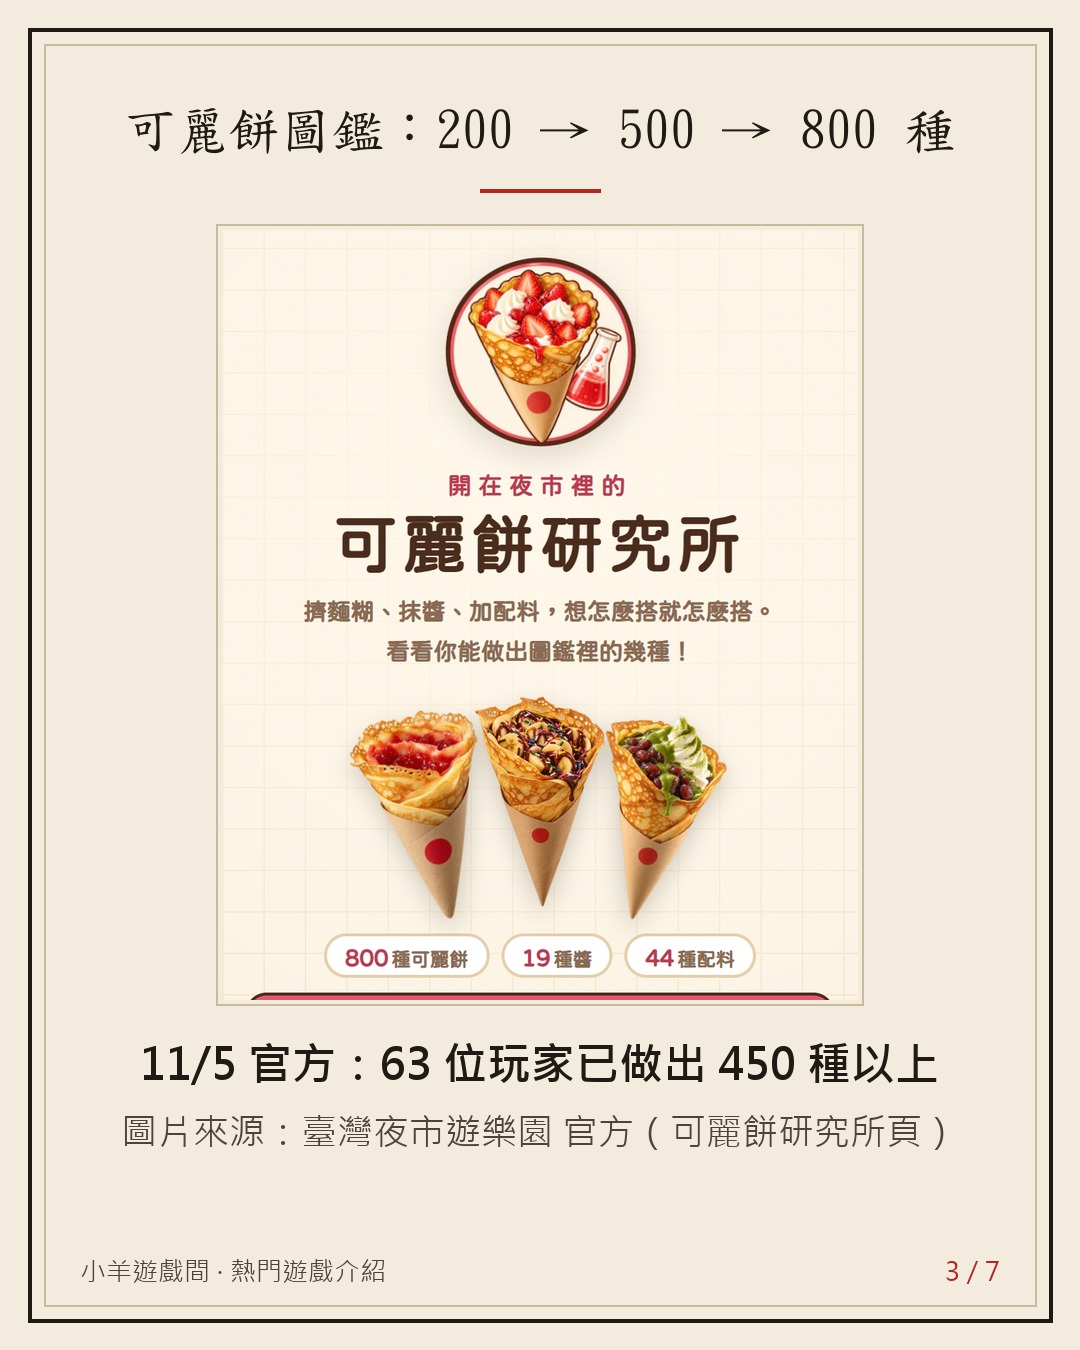 可麗餅圖鑑：200 → 500 → 800 種
開在夜市裡的
可麗餅研究所
擠麵糊、抹醬、加配料，想怎麼搭就怎麼搭。
看看你能做出圖鑑裡的幾種！
800 種可麗餅 19 種醬 44 種配料
11/5 官方：63 位玩家已做出 450 種以上
圖片來源：臺灣夜市遊樂園 官方（可麗餅研究所頁）
小羊遊戲間 · 熱門遊戲介紹
3 / 7